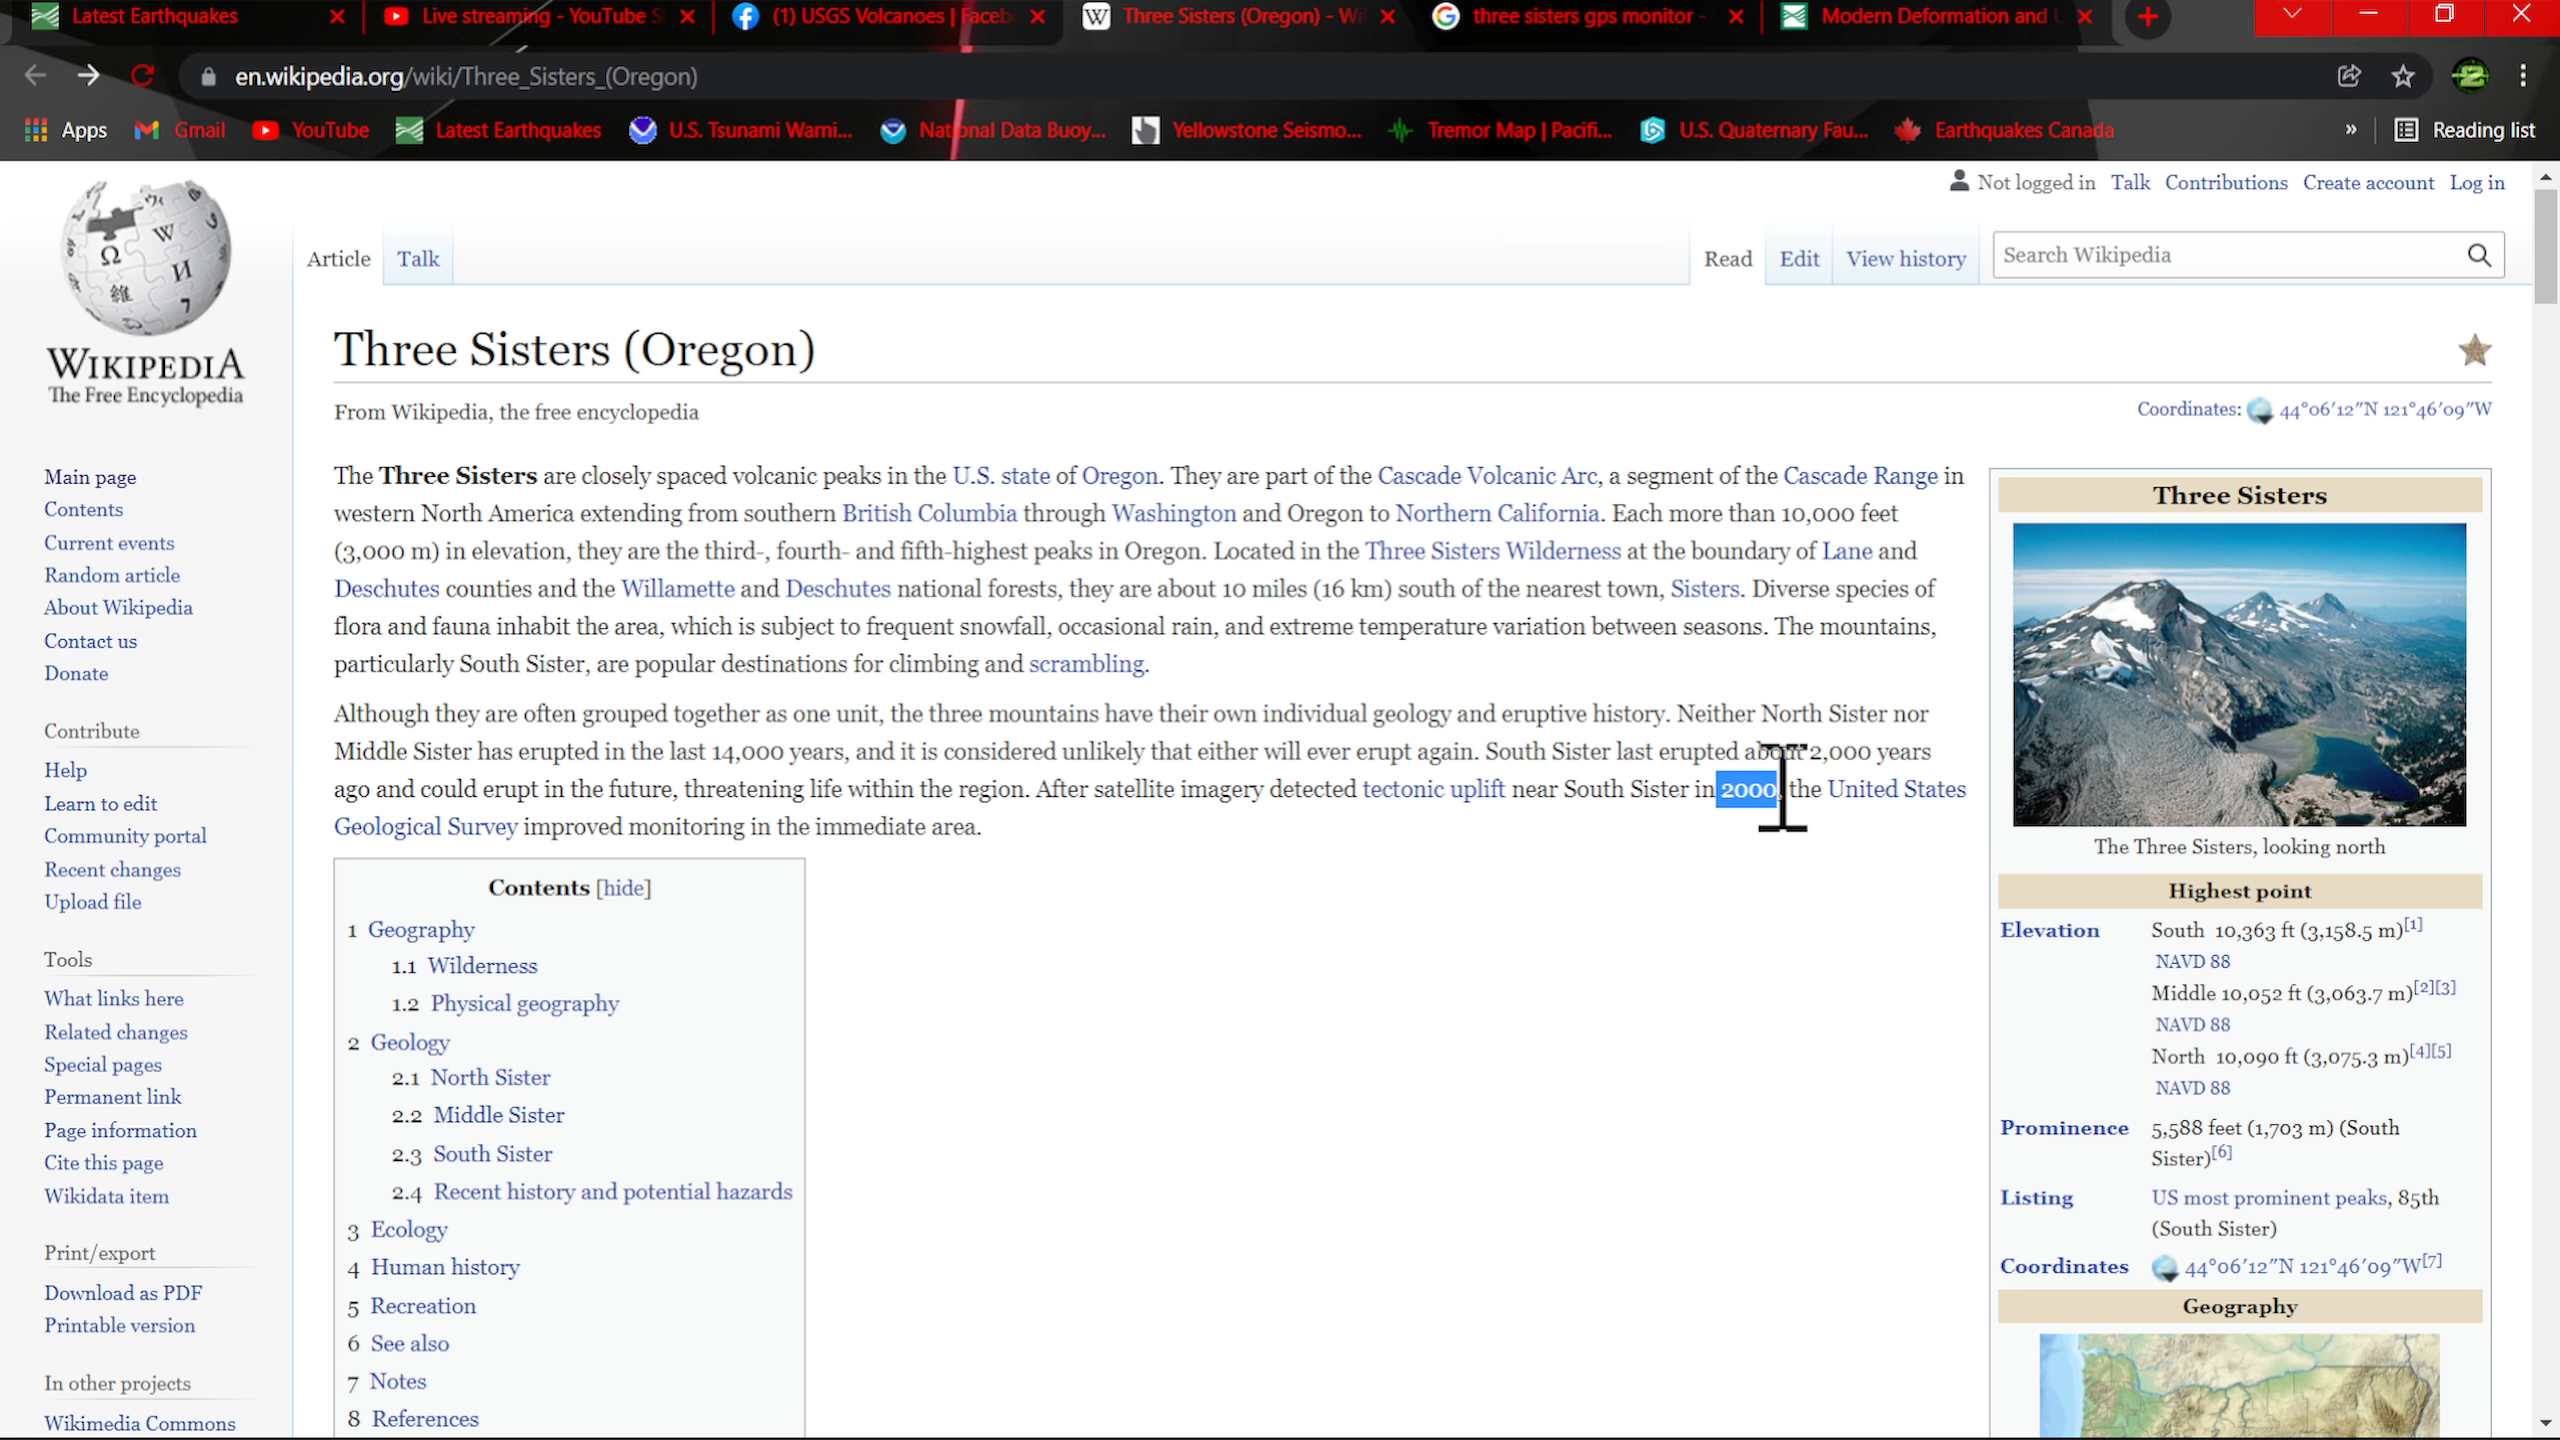 Latest Earthquakes
Live streaming - YouTube S
(1) USGS Volcanoes | Faceb
Three Sisters (Oregon) - Wi
three sisters gps monitor -
Modern Deformation and U
en.wikipedia.org/wiki/Three_Sisters_(Oregon)
Apps
Gmail
YouTube
Latest Earthquakes
U.S. Tsunami Warni...
National Data Buoy...
Yellowstone Seismo...
Tremor Map | Pacifi...
U.S. Quaternary Fau...
Earthquakes Canada
»
Reading list
Not logged in Talk Contributions Create account Log in
Article Talk
Read Edit View history
Search Wikipedia
WIKIPEDIA
The Free Encyclopedia
Main page
Contents
Current events
Random article
About Wikipedia
Contact us
Donate
Contribute
Help
Learn to edit
Community portal
Recent changes
Upload file
Tools
What links here
Related changes
Special pages
Permanent link
Page information
Cite this page
Wikidata item
Print/export
Download as PDF
Printable version
In other projects
Wikimedia Commons
Three Sisters (Oregon)
From Wikipedia, the free encyclopedia
Coordinates: 44°06′12″N 121°46′09″W
The Three Sisters are closely spaced volcanic peaks in the U.S. state of Oregon. They are part of the Cascade Volcanic Arc, a segment of the Cascade Range in
western North America extending from southern British Columbia through Washington and Oregon to Northern California. Each more than 10,000 feet
(3,000 m) in elevation, they are the third-, fourth- and fifth-highest peaks in Oregon. Located in the Three Sisters Wilderness at the boundary of Lane and
Deschutes counties and the Willamette and Deschutes national forests, they are about 10 miles (16 km) south of the nearest town, Sisters. Diverse species of
flora and fauna inhabit the area, which is subject to frequent snowfall, occasional rain, and extreme temperature variation between seasons. The mountains,
particularly South Sister, are popular destinations for climbing and scrambling.
Although they are often grouped together as one unit, the three mountains have their own individual geology and eruptive history. Neither North Sister nor
Middle Sister has erupted in the last 14,000 years, and it is considered unlikely that either will ever erupt again. South Sister last erupted about 2,000 years
ago and could erupt in the future, threatening life within the region. After satellite imagery detected tectonic uplift near South Sister in 2000, the United States
Geological Survey improved monitoring in the immediate area.
Contents [hide]
1 Geography
1.1 Wilderness
1.2 Physical geography
2 Geology
2.1 North Sister
2.2 Middle Sister
2.3 South Sister
2.4 Recent history and potential hazards
3 Ecology
4 Human history
5 Recreation
6 See also
7 Notes
8 References
Three Sisters
The Three Sisters, looking north
Highest point
Elevation South 10,363 ft (3,158.5 m)[1]
NAVD 88
Middle 10,052 ft (3,063.7 m)[2][3]
NAVD 88
North 10,090 ft (3,075.3 m)[4][5]
NAVD 88
Prominence 5,588 feet (1,703 m) (South
Sister)[6]
Listing US most prominent peaks, 85th
(South Sister)
Coordinates 44°06′12″N 121°46′09″W[7]
Geography